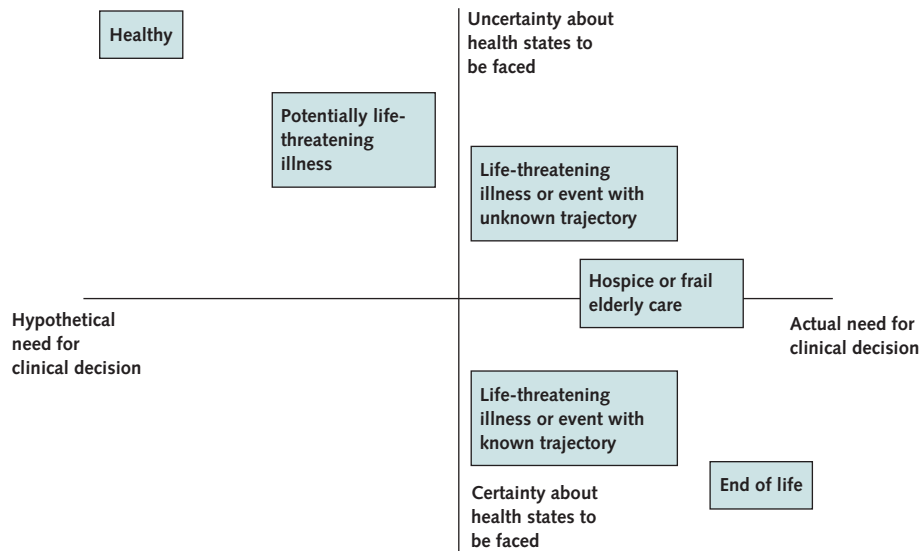 Healthy
Uncertainty about
health states to
be faced
Potentially life-
threatening
illness
Life-threatening
illness or event with
unknown trajectory
Hospice or frail
elderly care
Hypothetical
need for
clinical decision
Actual need for
clinical decision
Life-threatening
illness or event with
known trajectory
End of life
Certainty about
health states to
be faced